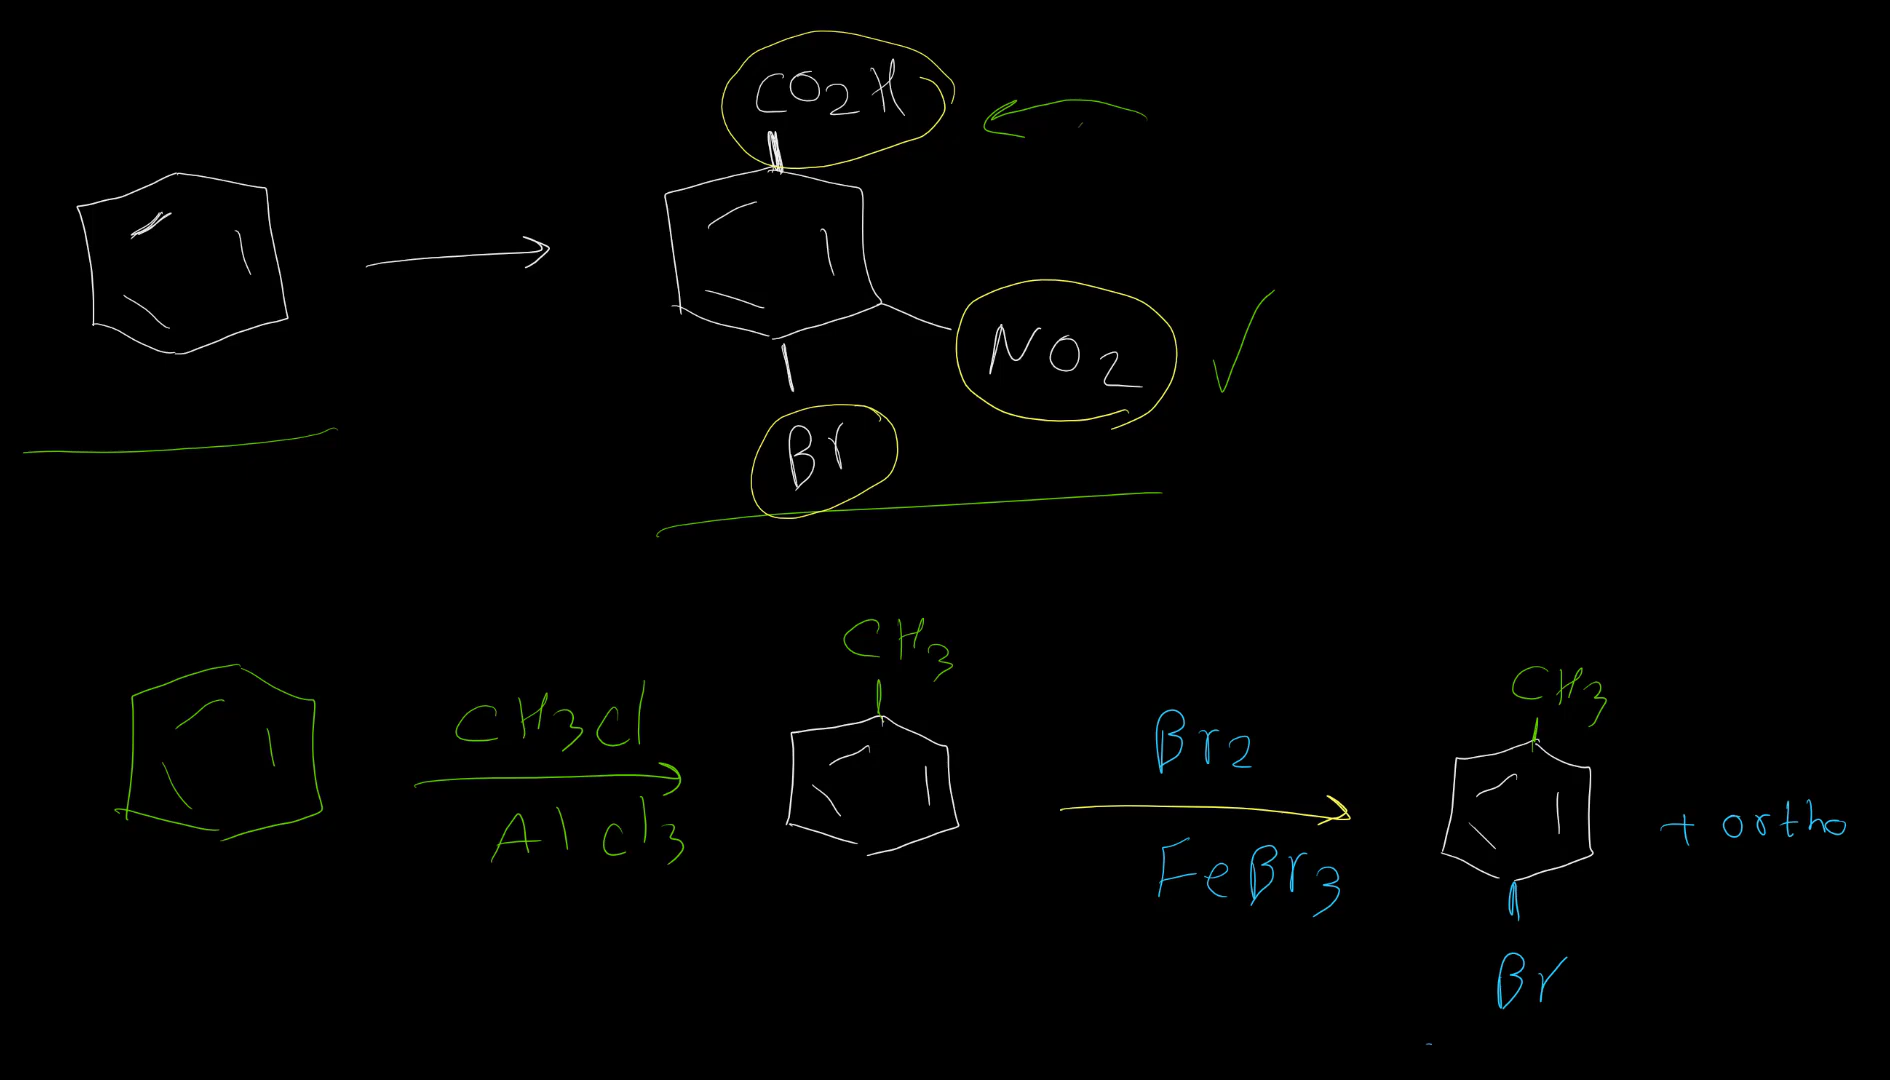 CO2H
NO2
Br
CH3
CH3Cl
AlCl3
CH3
Br2
FeBr3
+ ortho
Br